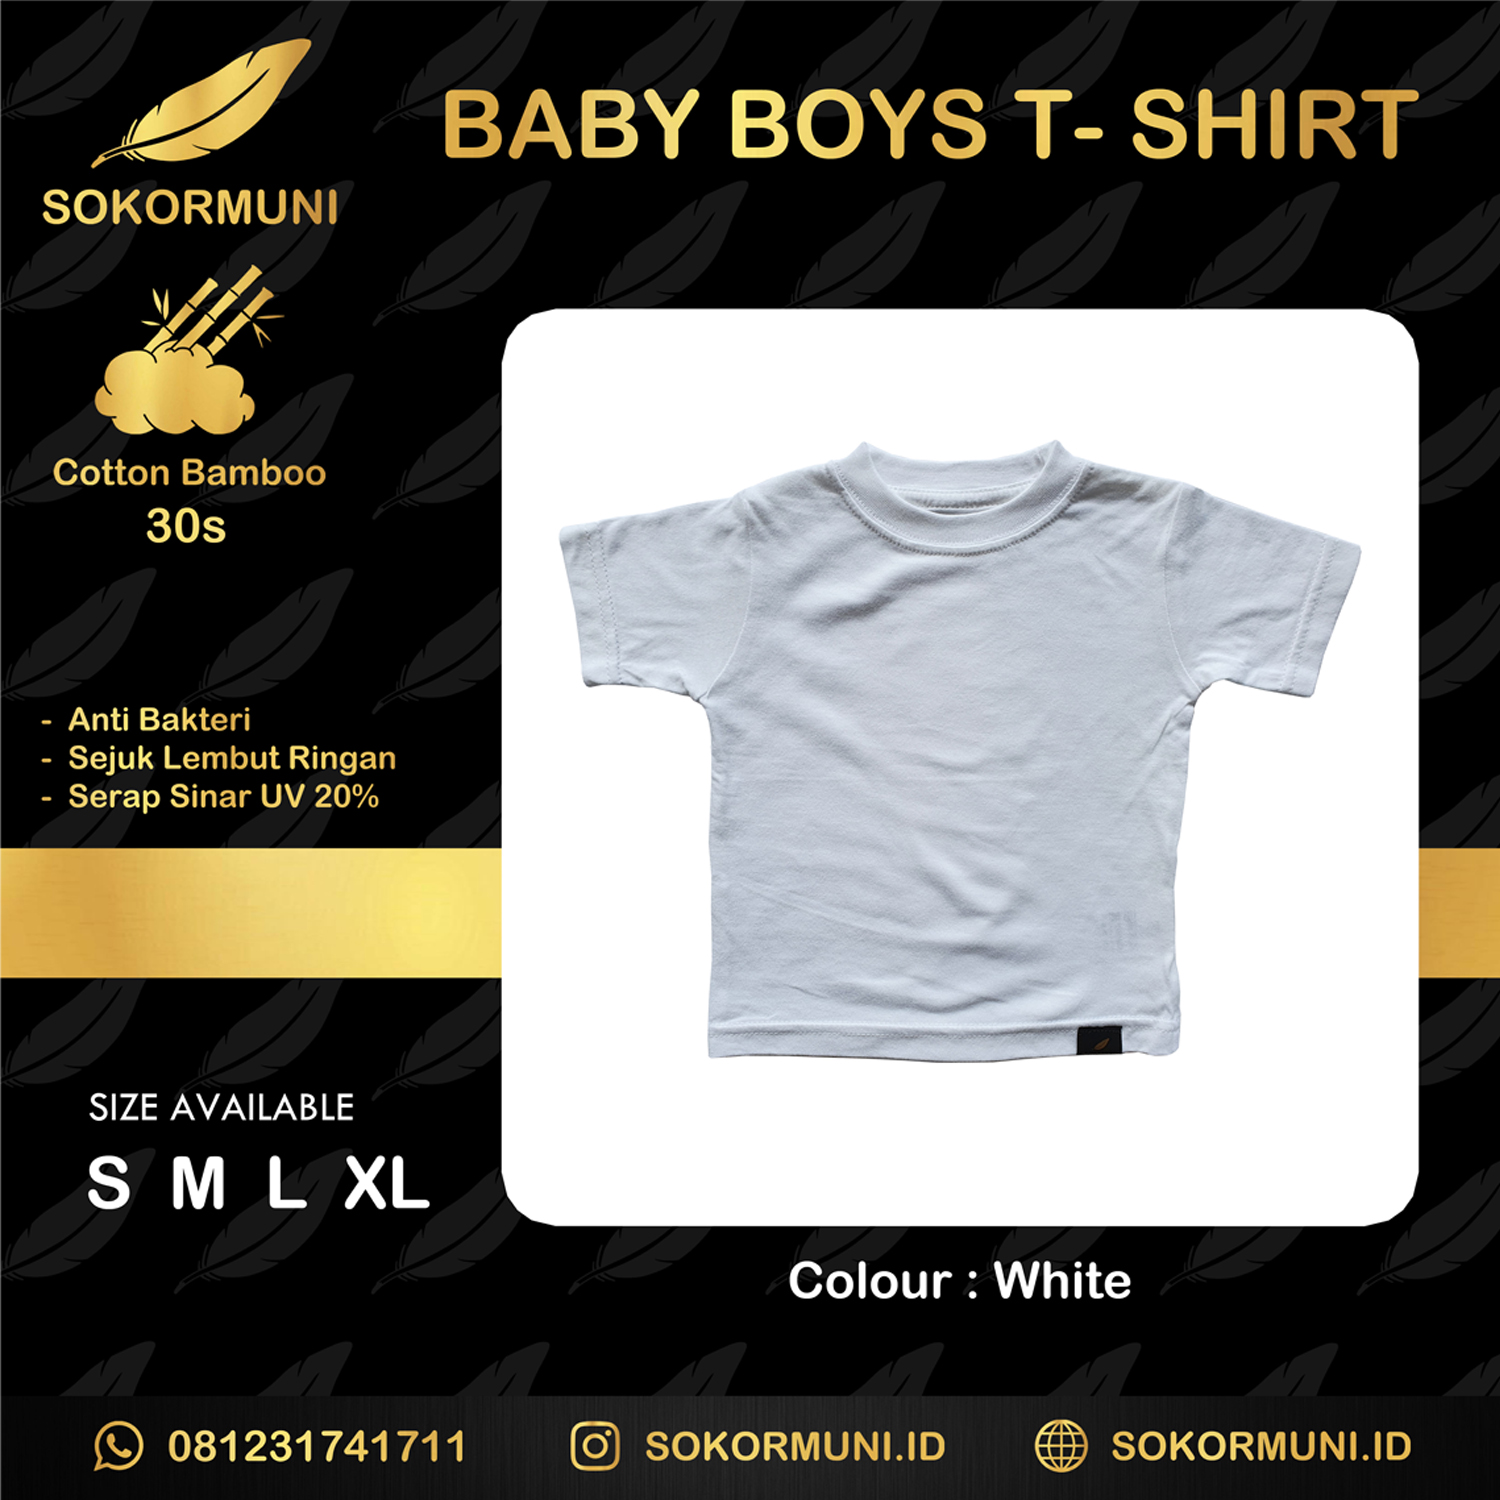 BABY BOYS T- SHIRT
SOKORMUNI
Cotton Bamboo
30s
- Anti Bakteri
- Sejuk Lembut Ringan
- Serap Sinar UV 20%
SIZE AVAILABLE
S M L XL
Colour : White
081231741711
SOKORMUNI.ID
SOKORMUNI.ID